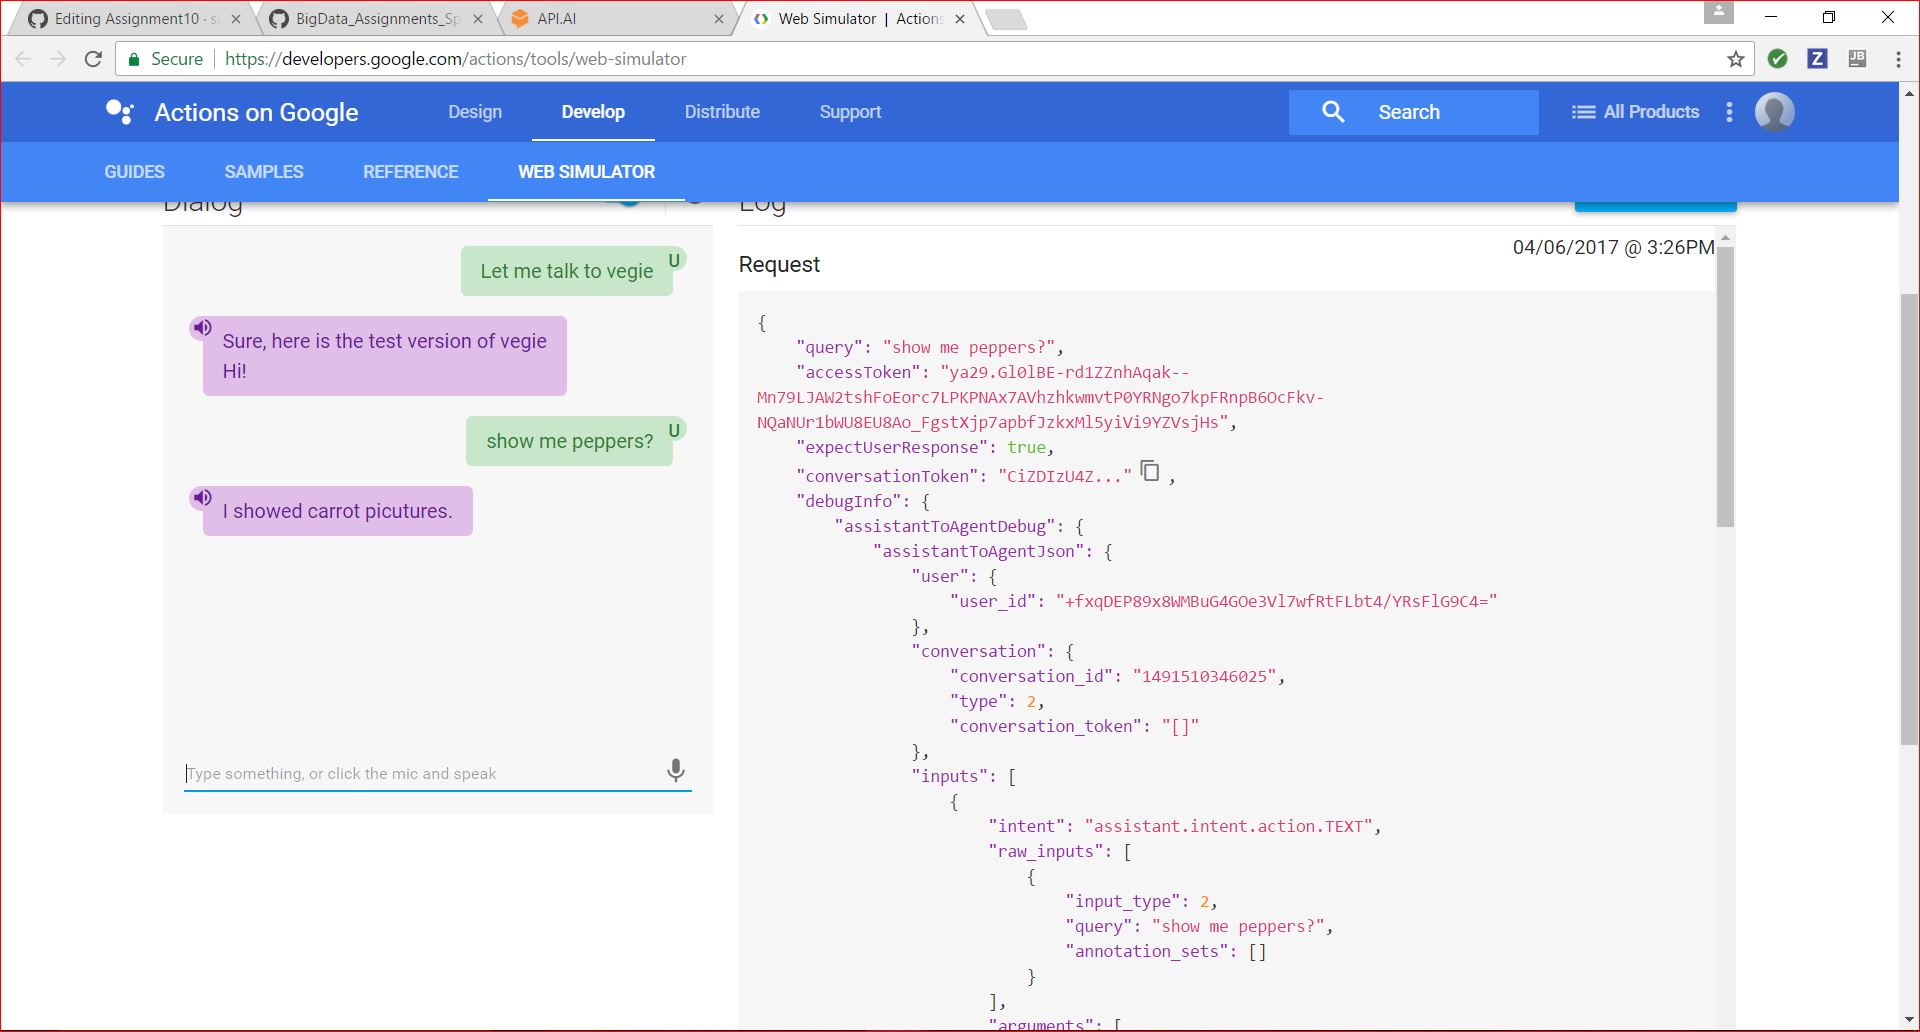 Editing Assignment10 · s
BigData_Assignments_Sp
API.AI
Web Simulator | Actions
Secure
https://developers.google.com/actions/tools/web-simulator
Z
JB
Actions on Google
Design
Develop
Distribute
Support
Search
All Products
GUIDES
SAMPLES
REFERENCE
WEB SIMULATOR
Dialog
Log
Let me talk to vegie
U
Sure, here is the test version of vegie
Hi!
show me peppers?
U
I showed carrot picutures.
Type something, or click the mic and speak
04/06/2017 @ 3:26PM
Request
{
"query": "show me peppers?",
"accessToken": "ya29.Gl0lBE-rd1ZZnhAqak--
Mn79LJAW2tshFoEorc7LPKPNAx7AVhzhkwmvtP0YRNgo7kpFRnpB6OcFkv-
NQaNUr1bWU8EU8Ao_FgstXjp7apbfJzkxMl5yiVi9YZVsjHs",
"expectUserResponse": true,
"conversationToken": "CiZDIzU4Z..." ,
"debugInfo": {
"assistantToAgentDebug": {
"assistantToAgentJson": {
"user": {
"user_id": "+fxqDEP89x8WMBuG4GOe3Vl7wfRtFLbt4/YRsFlG9C4="
},
"conversation": {
"conversation_id": "1491510346025",
"type": 2,
"conversation_token": "[]"
},
"inputs": [
{
"intent": "assistant.intent.action.TEXT",
"raw_inputs": [
{
"input_type": 2,
"query": "show me peppers?",
"annotation_sets": []
}
],
"arguments": [